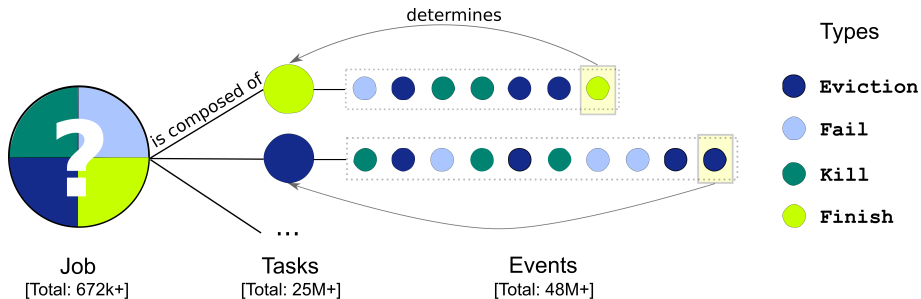 determines
Types
is composed of
Eviction
Fail
?
Kill
Finish
...
Job
Tasks
Events
[Total: 672k+]
[Total: 25M+]
[Total: 48M+]